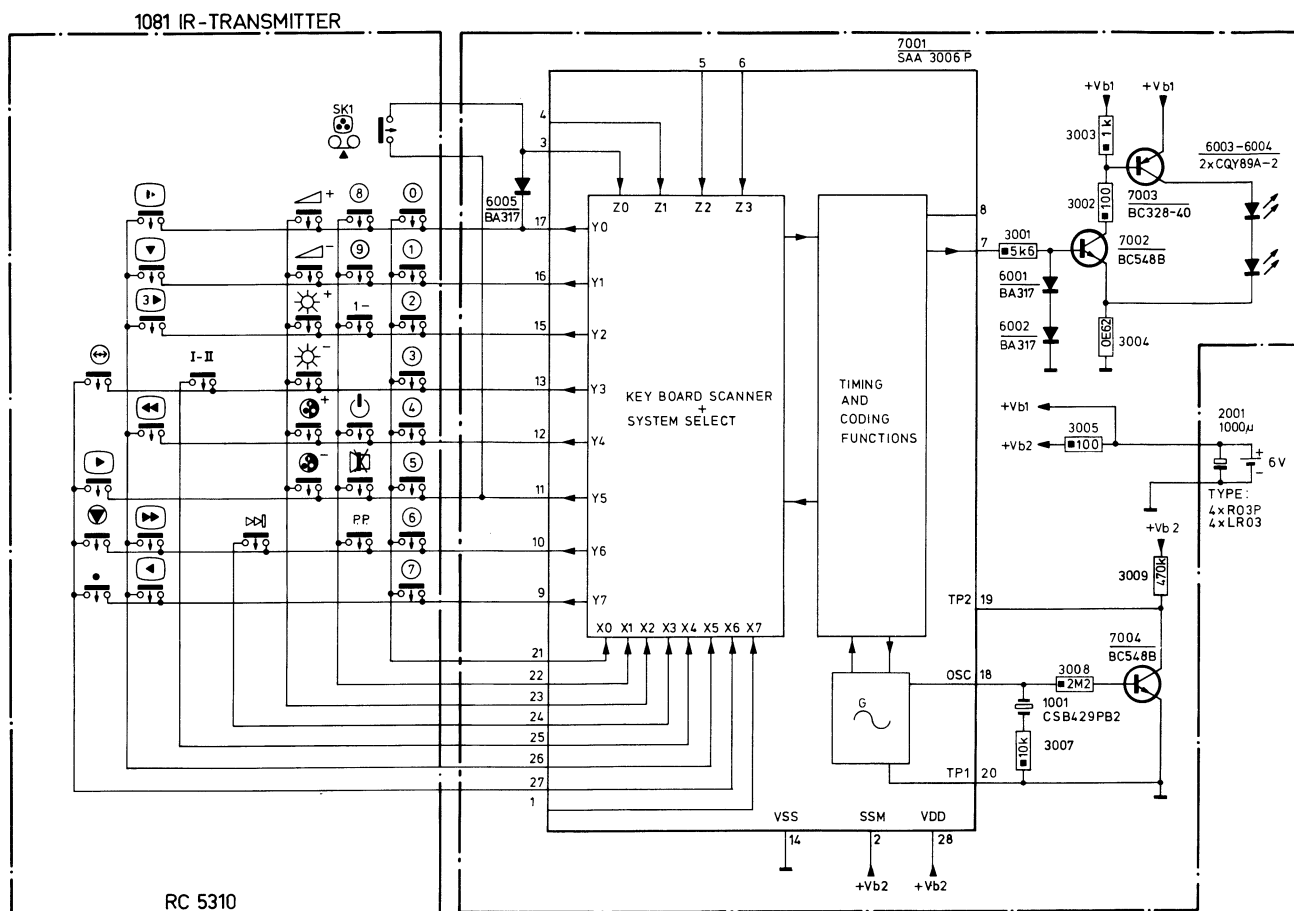 1081 IR-TRANSMITTER
7001
SAA 3006P
5
6
+Vb1
+Vb1
SK1
4
3
3003
1k
6003-6004
2xCQY89A-2
6005
BA317
Z0 Z1 Z2 Z3
3002
100
7003
BC328-40
+
8
0
17
Y0
8
7
3001
5k6
7002
BC548B
-
9
1
16
Y1
6001
BA317
3
+
1-
2
15
Y2
6002
BA317
0E62
3004
I-II
-
3
13
Y3
KEY BOARD SCANNER
+
SYSTEM SELECT
TIMING
AND
CODING
FUNCTIONS
+
4
12
Y4
+Vb1
+Vb2
3005
100
2001
1000μ
+
-
6V
-
5
11
Y5
TYPE:
4xR03P
4xLR03
P.P.
6
10
Y6
+Vb2
3009
470k
7
9
Y7
TP2
19
X0 X1 X2 X3 X4 X5 X6 X7
7004
BC548B
21
22
23
24
25
26
27
1
G
OSC
18
3008
2M2
1001
CSB429PB2
10k
3007
TP1
20
VSS
SSM
VDD
14
2
28
+Vb2
+Vb2
RC 5310